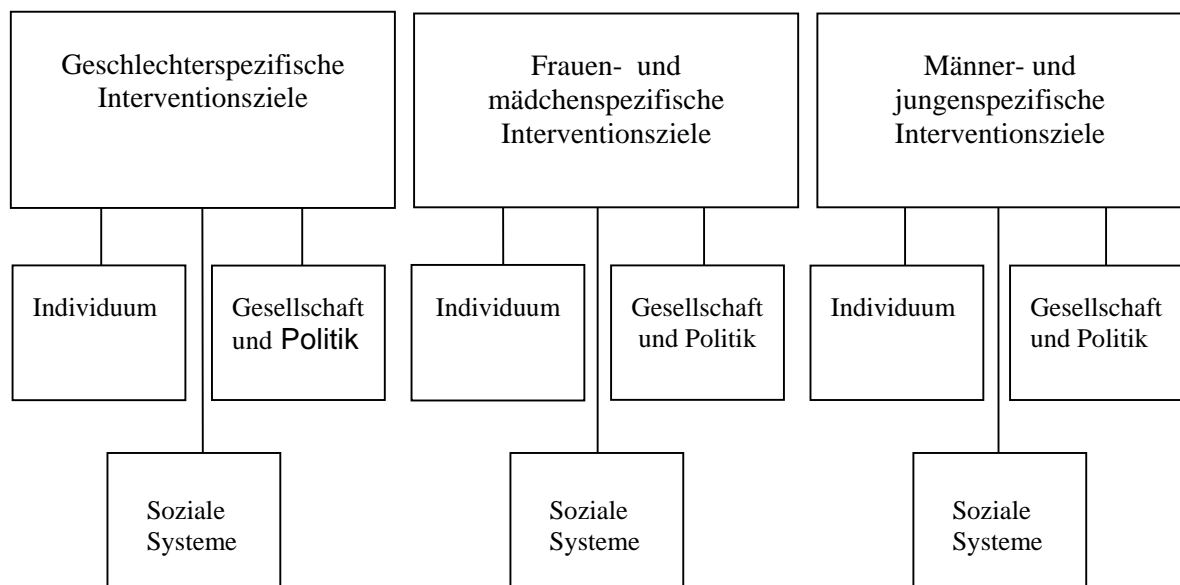 Geschlechterspezifische
Interventionsziele
Frauen- und
mädchenspezifische
Interventionsziele
Männer- und
jungenspezifische
Interventionsziele
Individuum
Gesellschaft
und Politik
Individuum
Gesellschaft
und Politik
Individuum
Gesellschaft
und Politik
Soziale
Systeme
Soziale
Systeme
Soziale
Systeme